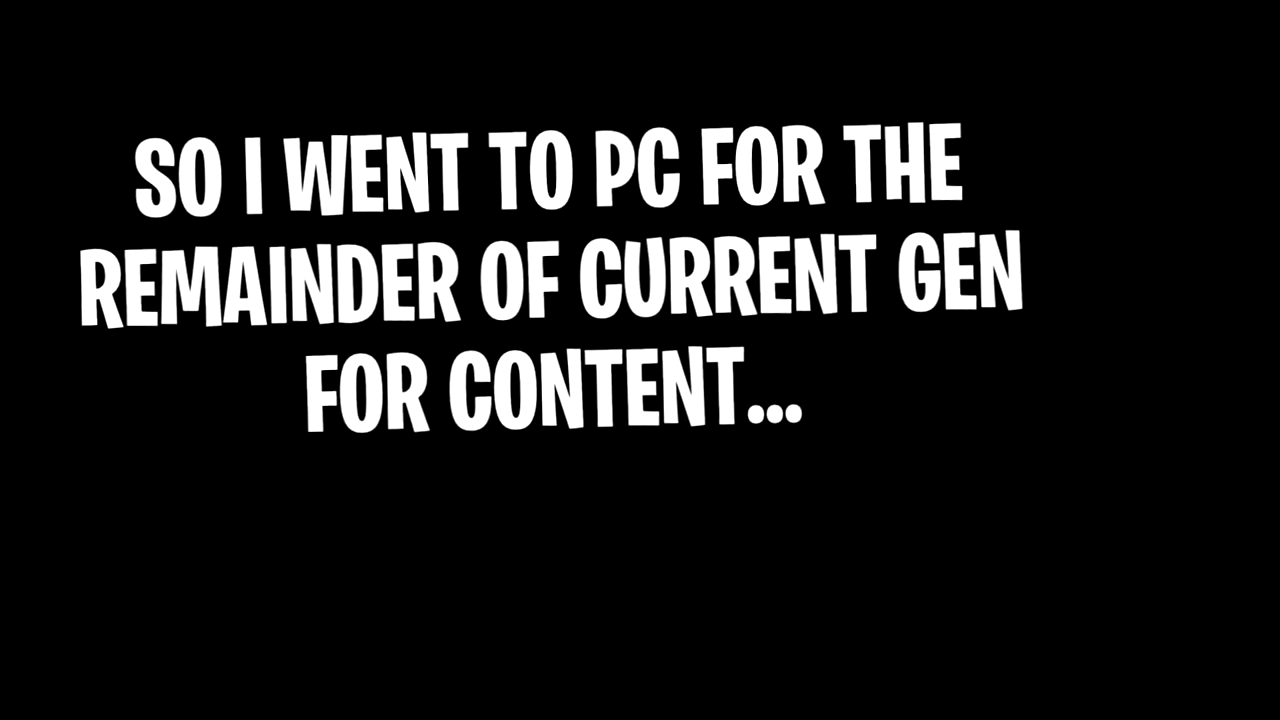 SO I WENT TO PC FOR THE
REMAINDER OF CURRENT GEN
FOR CONTENT...